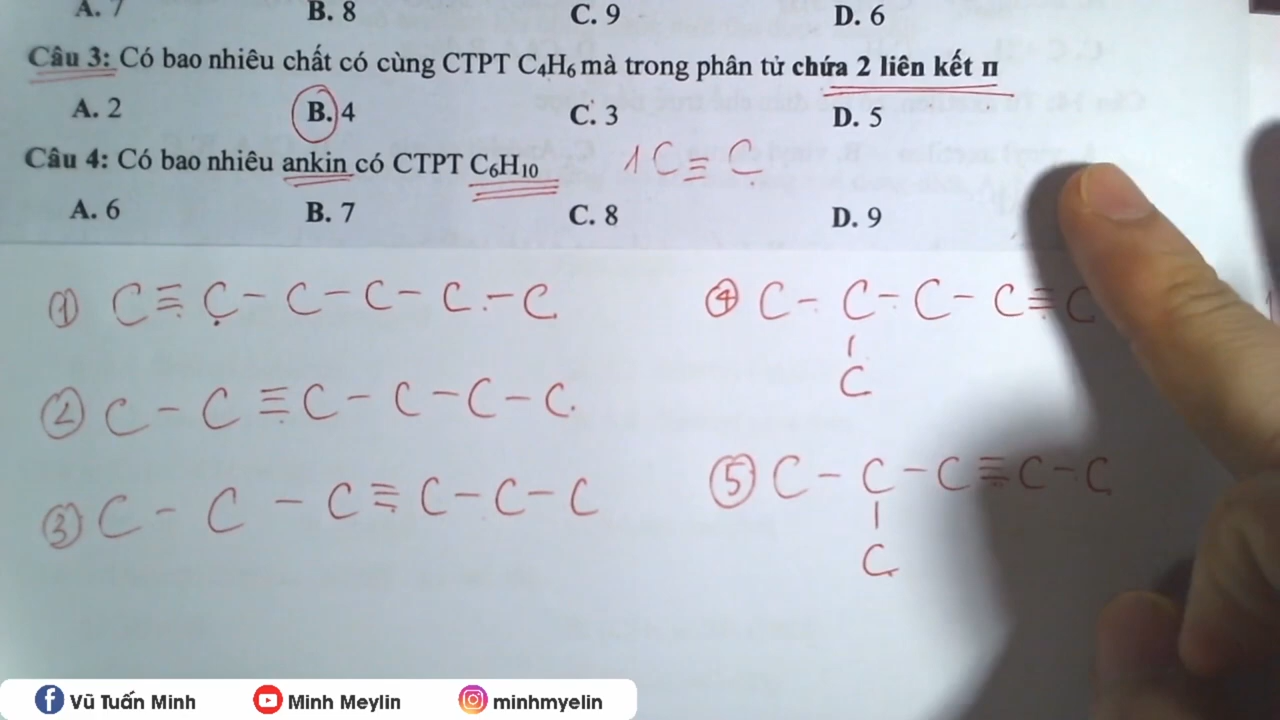 A. 7 B. 8 C. 9 D. 6
Câu 3: Có bao nhiêu chất có cùng CTPT C₄H₆ mà trong phân tử chứa 2 liên kết π
A. 2 B. 4 C. 3 D. 5
Câu 4: Có bao nhiêu ankin có CTPT C₆H₁₀ 1 C ≡ C
A. 6 B. 7 C. 8 D. 9
① C ≡ C - C - C - C - C
④ C - C - C - C ≡ C
C
② C - C ≡ C - C - C - C
③ C - C - C ≡ C - C - C
⑤ C - C - C ≡ C - C
C
Vũ Tuấn Minh Minh Meylin minhmyelin